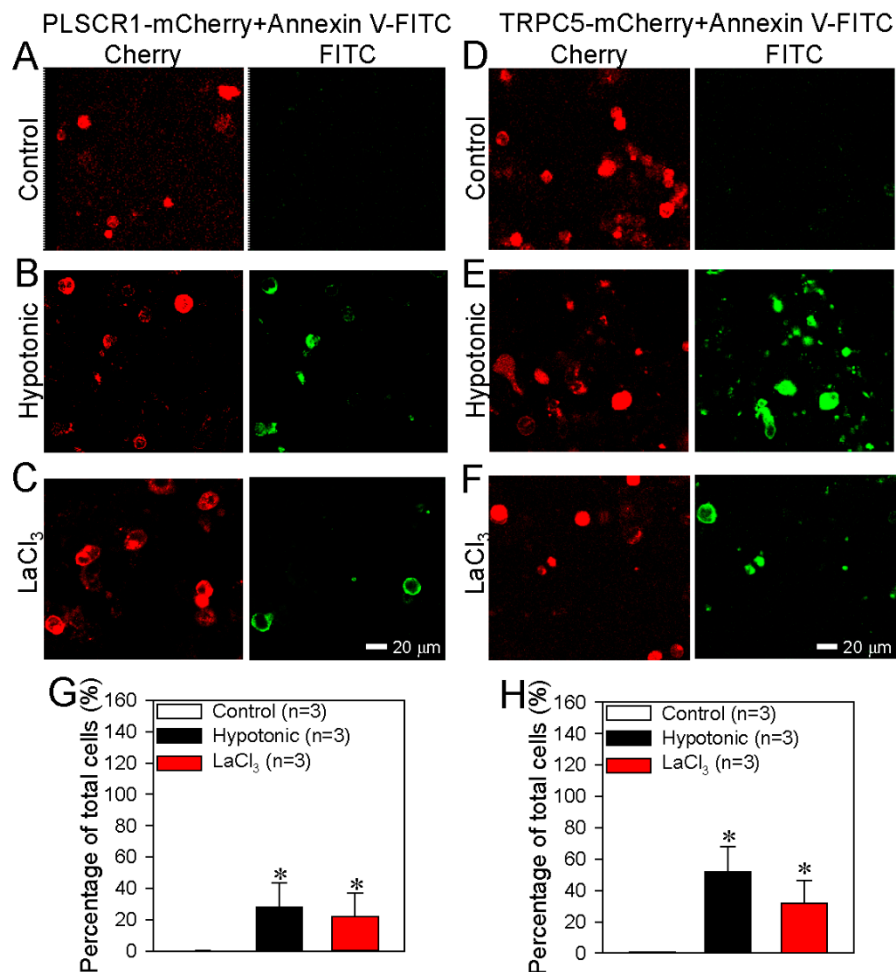 PLSCR1-mCherry+Annexin V-FITC
Cherry FITC
A
Control
B
Hypotonic
C
LaCl₃
20 μm
TRPC5-mCherry+Annexin V-FITC
Cherry FITC
D
Control
E
Hypotonic
F
LaCl₃
20 μm
G
Percentage of total cells (%)
160
140
120
100
80
60
40
20
0
Control (n=3)
Hypotonic (n=3)
LaCl₃ (n=3)
* *
H
Percentage of total cells (%)
160
140
120
100
80
60
40
20
0
Control (n=3)
Hypotonic (n=3)
LaCl₃ (n=3)
* *